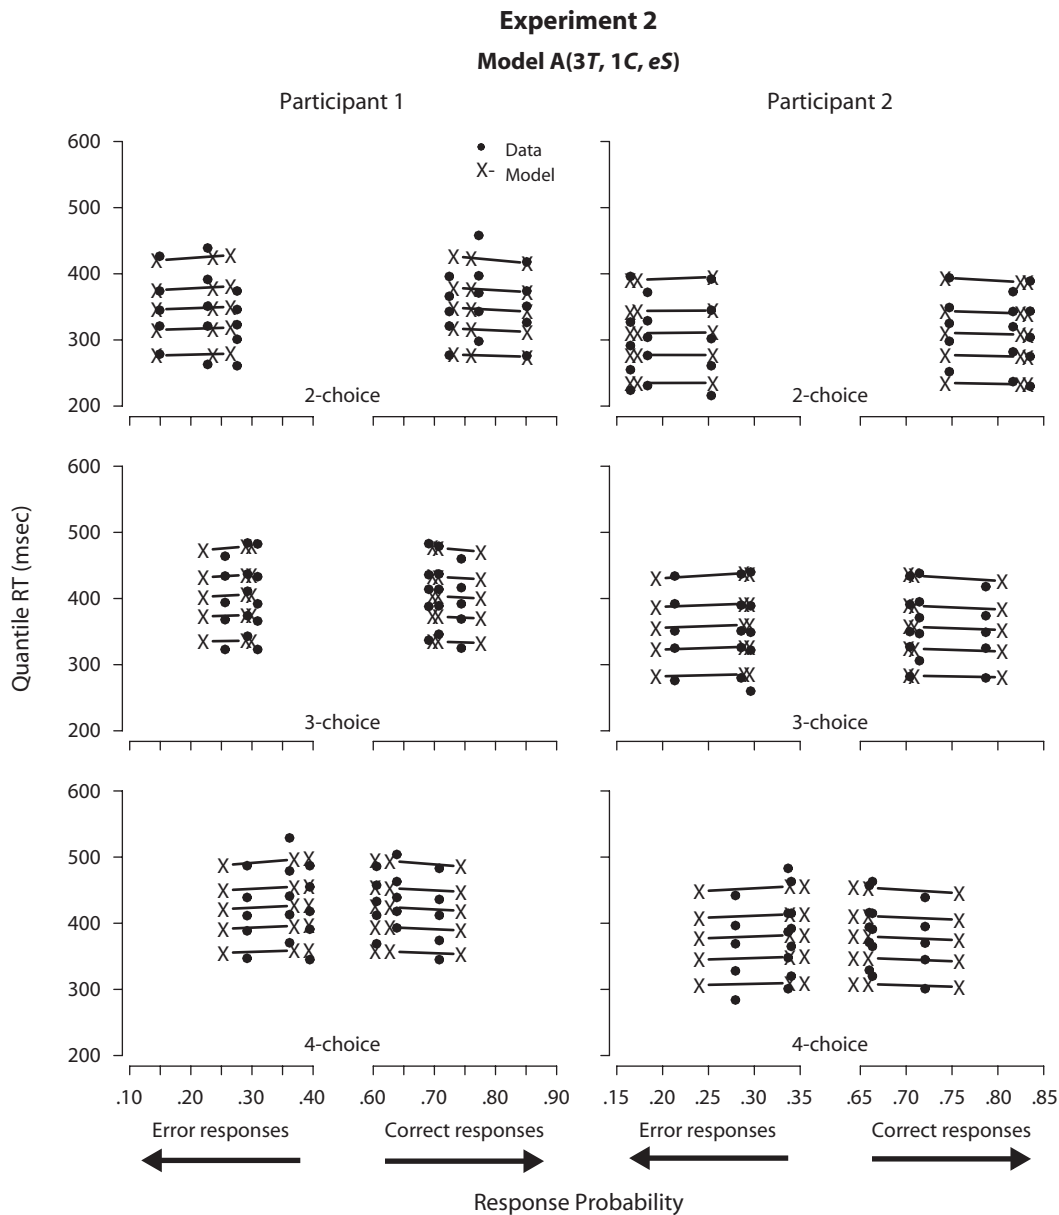 Experiment 2
Model A(3T, 1C, eS)
Participant 1
Participant 2
600
500
400
300
200
Data
X- Model
2-choice
2-choice
Quantile RT (msec)
600
500
400
300
200
3-choice
3-choice
600
500
400
300
200
4-choice
4-choice
.10 .20 .30 .40 .60 .70 .80 .90 .15 .20 .25 .30 .35 .65 .70 .75 .80 .85
Error responses
Correct responses
Error responses
Correct responses
Response Probability